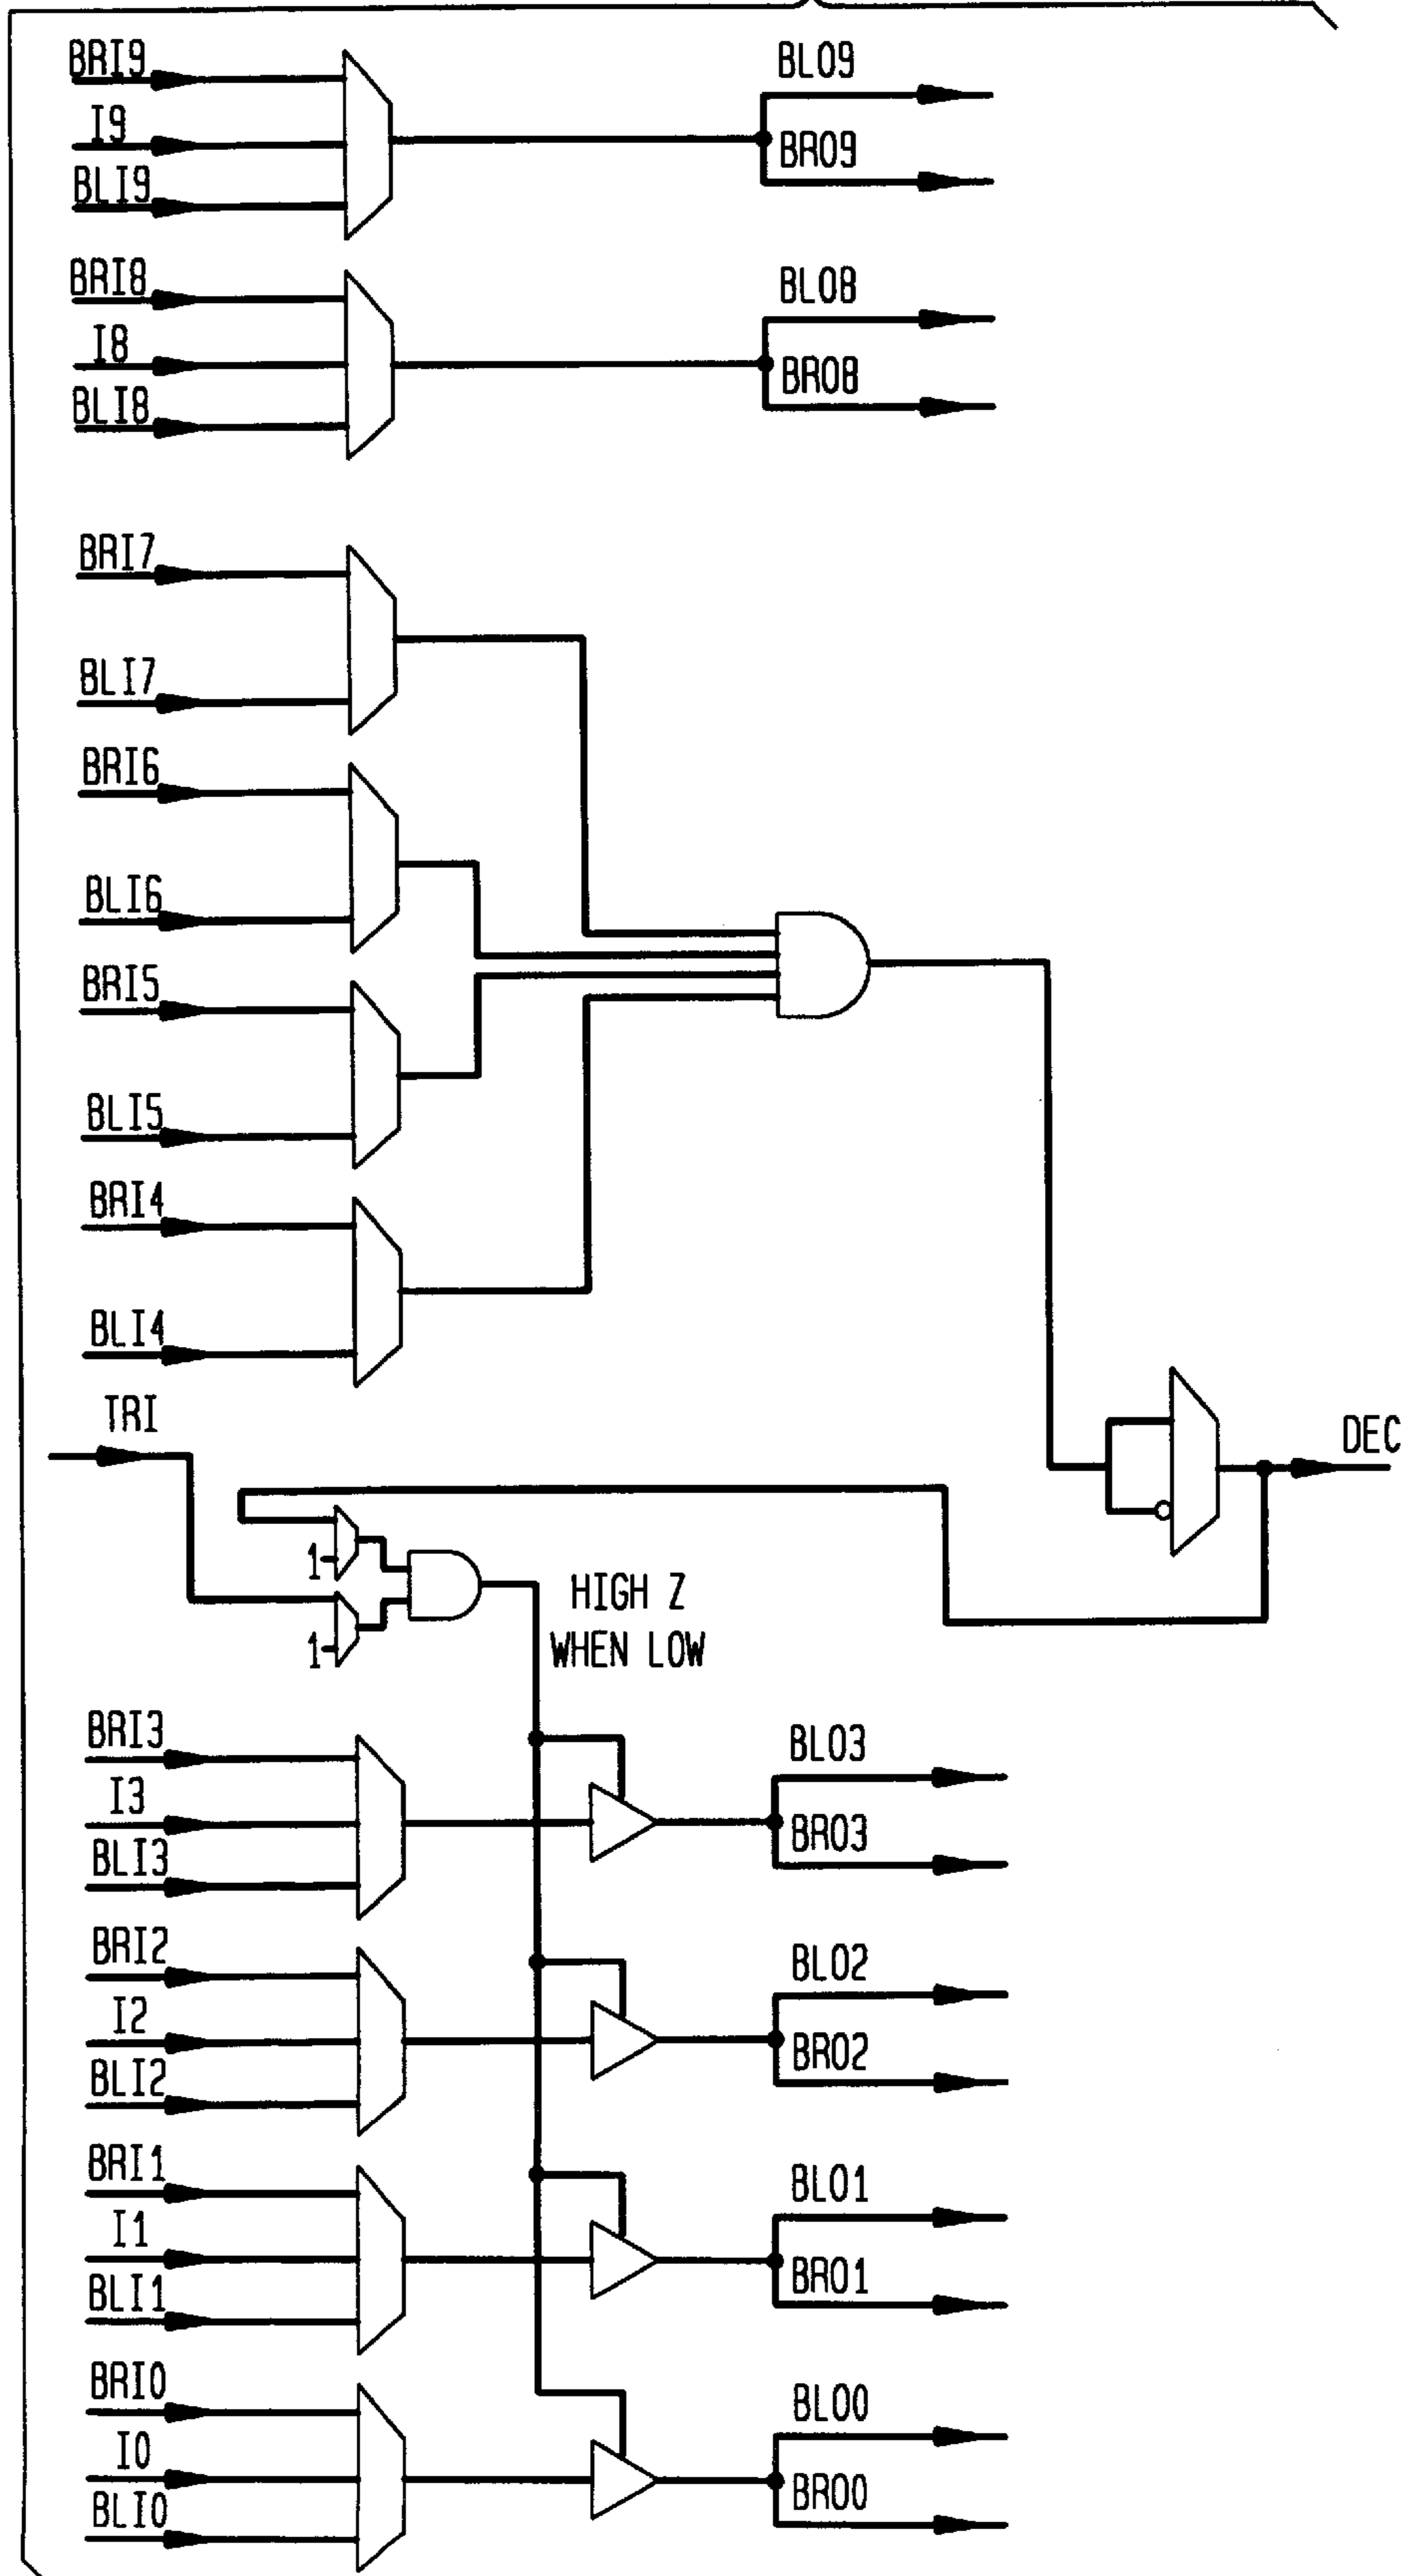 BRI9
BLO9
I9
BRO9
BLI9
BRI8
BLO8
I8
BRO8
BLI8
BRI7
BLI7
BRI6
BLI6
BRI5
BLI5
BRI4
BLI4
TRI
DEC
1
HIGH Z
WHEN LOW
1
BRI3
BLO3
I3
BRO3
BLI3
BRI2
BLO2
I2
BRO2
BLI2
BRI1
BLO1
I1
BRO1
BLI1
BRI0
BLO0
I0
BRO0
BLI0